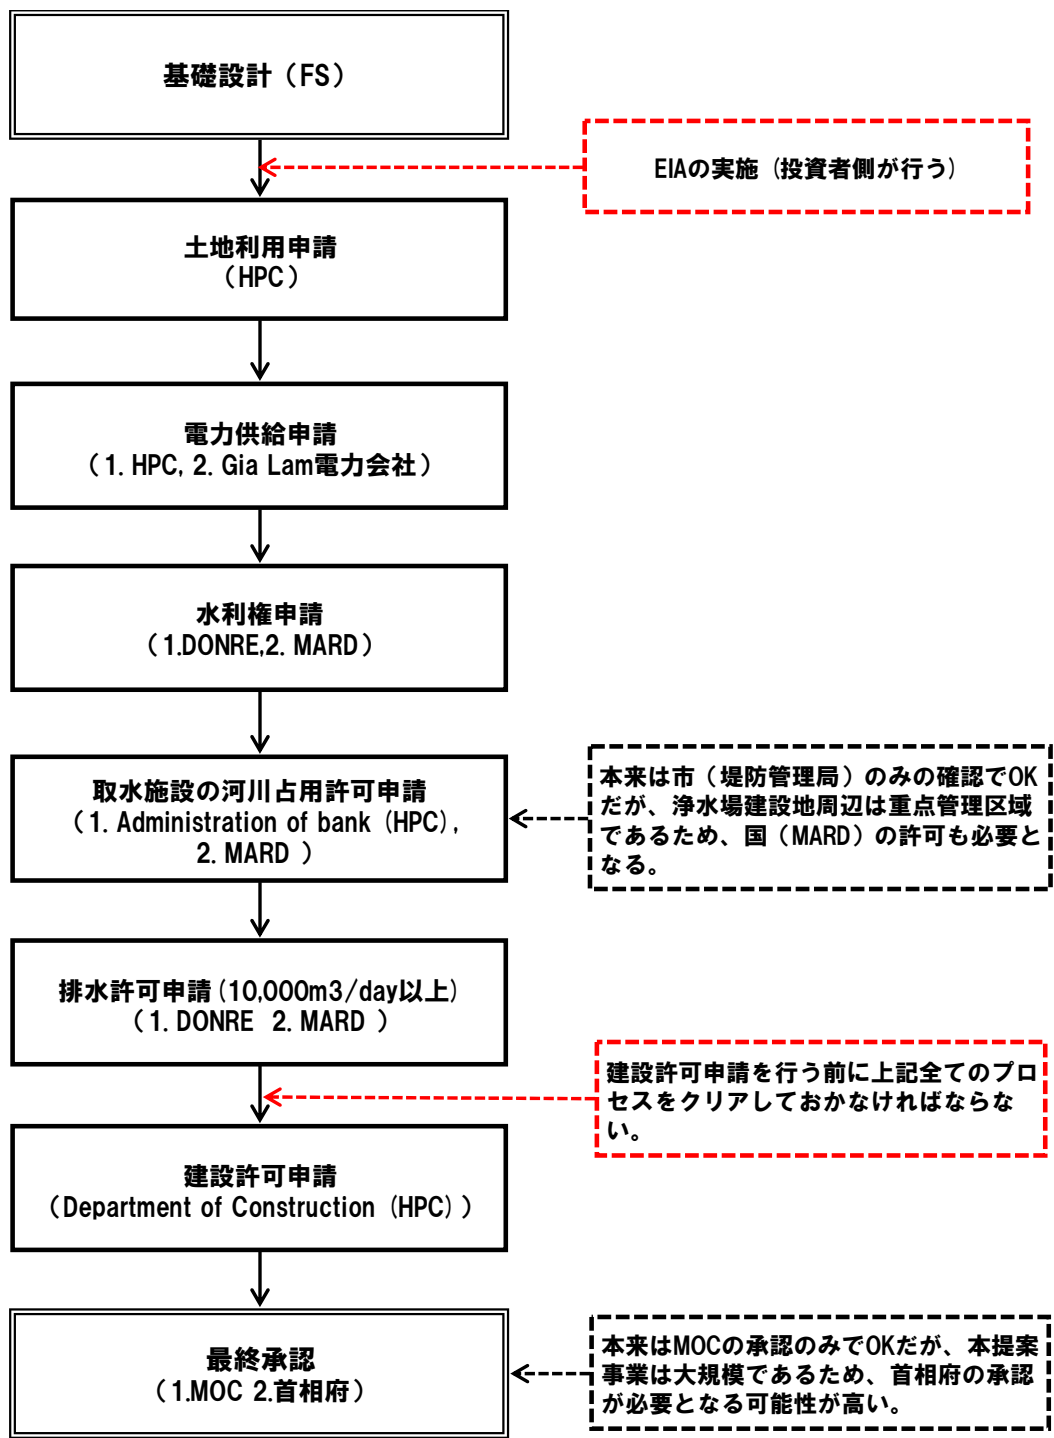 基礎設計（FS）
EIAの実施（投資者側が行う）
土地利用申請
（HPC）
電力供給申請
（1. HPC, 2. Gia Lam電力会社）
水利権申請
（1.DONRE,2. MARD）
取水施設の河川占用許可申請
（1. Administration of bank (HPC),
2. MARD ）
本来は市（堤防管理局）のみの確認でOK
だが、浄水場建設地周辺は重点管理区域
であるため、国（MARD）の許可も必要と
なる。
排水許可申請(10,000m3/day以上)
（1. DONRE 2. MARD ）
建設許可申請を行う前に上記全てのプロ
セスをクリアしておかなければならな
い。
建設許可申請
（Department of Construction (HPC)）
最終承認
（1.MOC 2.首相府）
本来はMOCの承認のみでOKだが、本提案
事業は大規模であるため、首相府の承認
が必要となる可能性が高い。